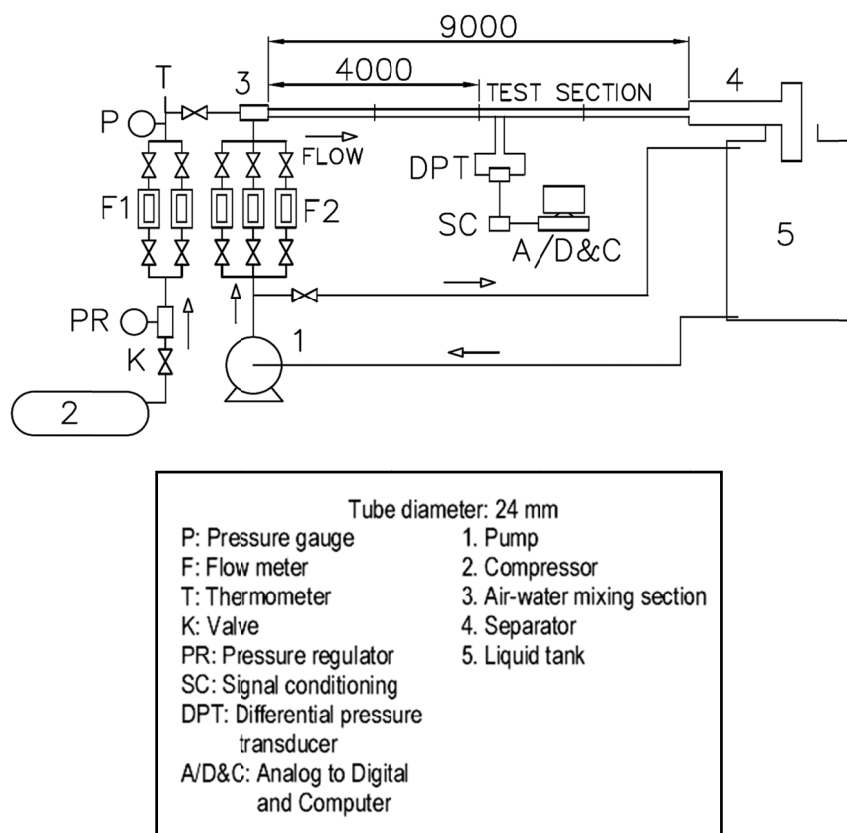 9000
4000
T
3
4
TEST SECTION
P
FLOW
DPT
F1
F2
SC
A/D&C
5
PR
1
K
2
Tube diameter: 24 mm
P: Pressure gauge
F: Flow meter
T: Thermometer
K: Valve
PR: Pressure regulator
SC: Signal conditioning
DPT: Differential pressure
transducer
A/D&C: Analog to Digital
and Computer
1. Pump
2. Compressor
3. Air-water mixing section
4. Separator
5. Liquid tank